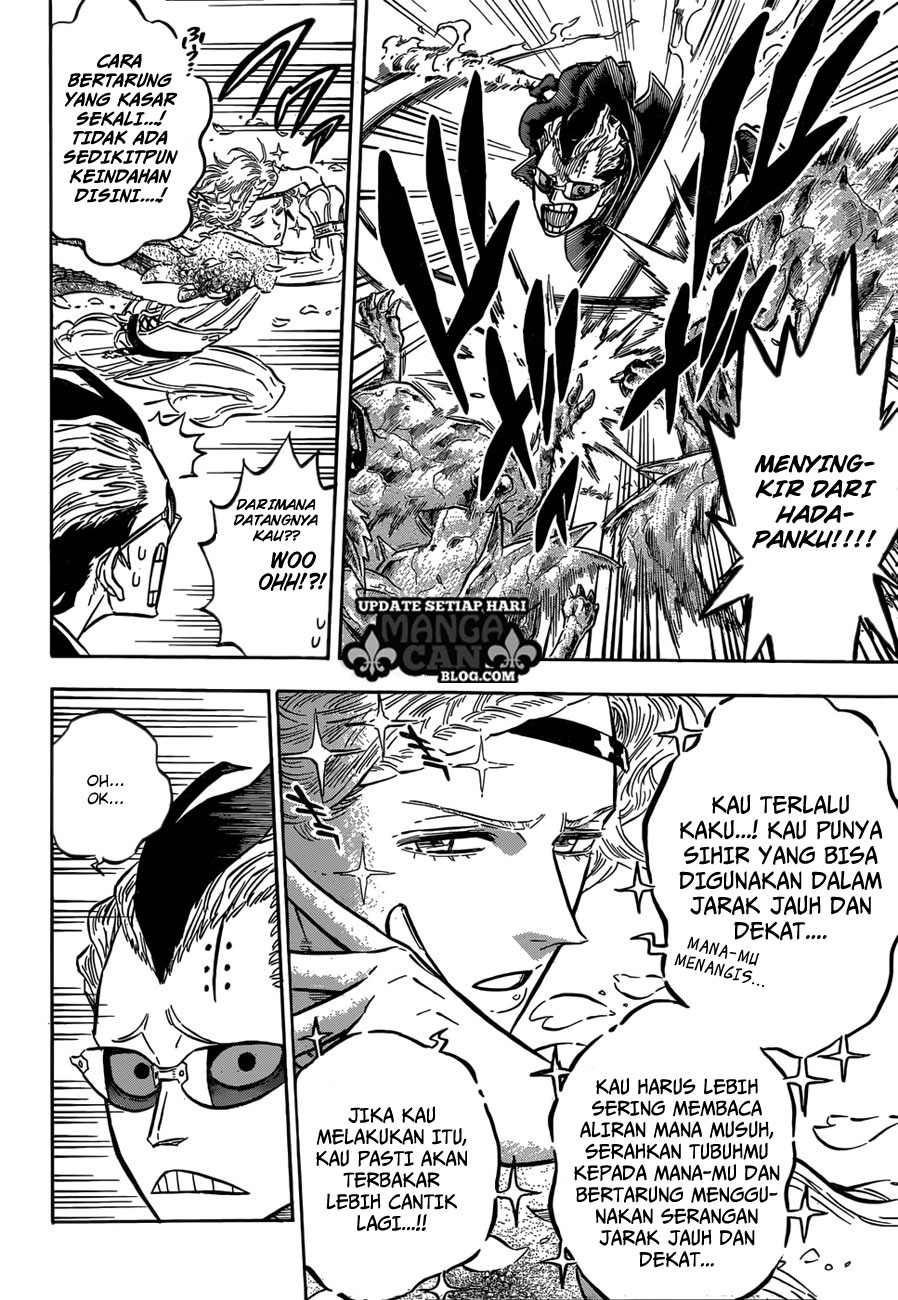 MENYING-
KIR DARI
HADA-
PANKU!!!!
CARA
BERTARUNG
YANG KASAR
SEKALI...!
TIDAK ADA
SEDIKITPUN
KEINDAHAN
DISINI....!
DARIMANA
DATANGNYA
KAU??
WOO
OHH!?!
UPDATE SETIAP HARI
MANGA
CAN
BLOG.COM
KAU TERLALU
KAKU...! KAU PUNYA
SIHIR YANG BISA
DIGUNAKAN DALAM
JARAK JAUH DAN
DEKAT....
MANA-MU
MENANGIS...
KAU HARUS LEBIH
SERING MEMBACA
ALIRAN MANA MUSUH,
SERAHKAN TUBUHMU
KEPADA MANA-MU DAN
BERTARUNG MENGGU-
NAKAN SERANGAN
JARAK JAUH DAN
DEKAT...
JIKA KAU
MELAKUKAN ITU,
KAU PASTI AKAN
TERBAKAR
LEBIH CANTIK
LAGI...!!
OH...
OK...